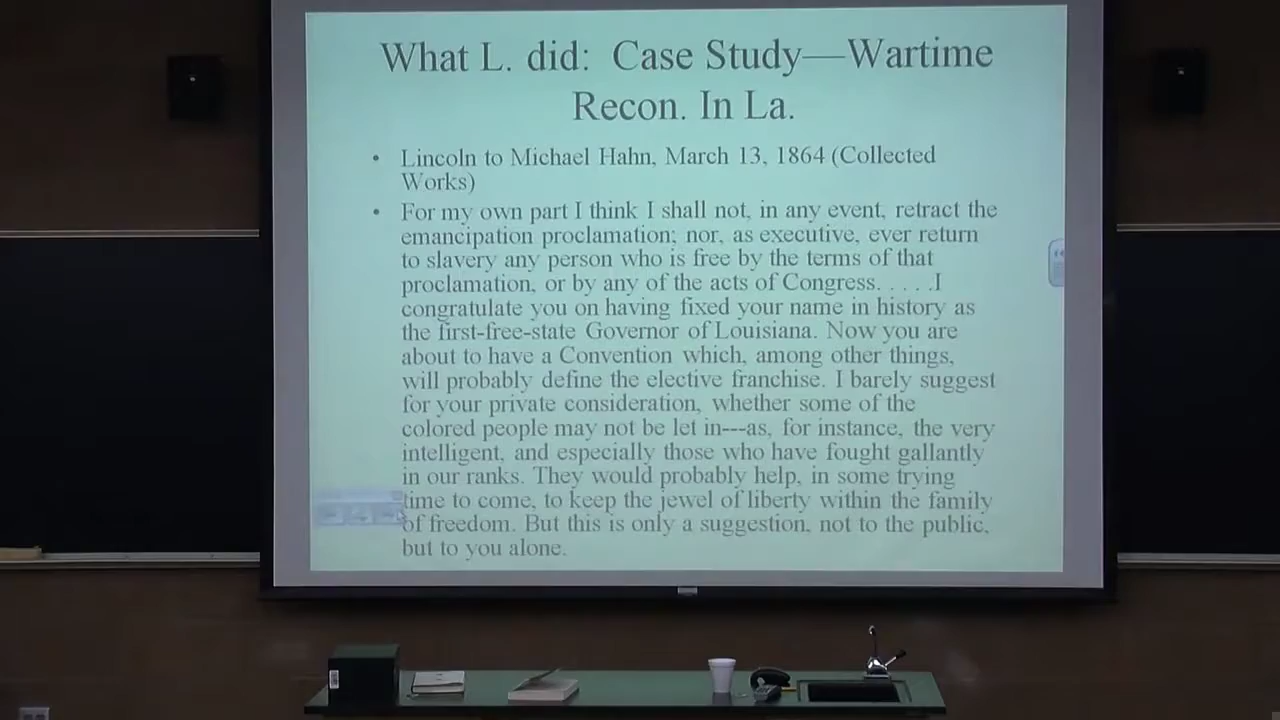 What L. did: Case Study—Wartime
Recon. In La.
• Lincoln to Michael Hahn, March 13, 1864 (Collected
Works)
• For my own part I think I shall not, in any event, retract the
emancipation proclamation; nor, as executive, ever return
to slavery any person who is free by the terms of that
proclamation, or by any of the acts of Congress. . . . .I
congratulate you on having fixed your name in history as
the first-free-state Governor of Louisiana. Now you are
about to have a Convention which, among other things,
will probably define the elective franchise. I barely suggest
for your private consideration, whether some of the
colored people may not be let in---as, for instance, the very
intelligent, and especially those who have fought gallantly
in our ranks. They would probably help, in some trying
time to come, to keep the jewel of liberty within the family
of freedom. But this is only a suggestion, not to the public,
but to you alone.